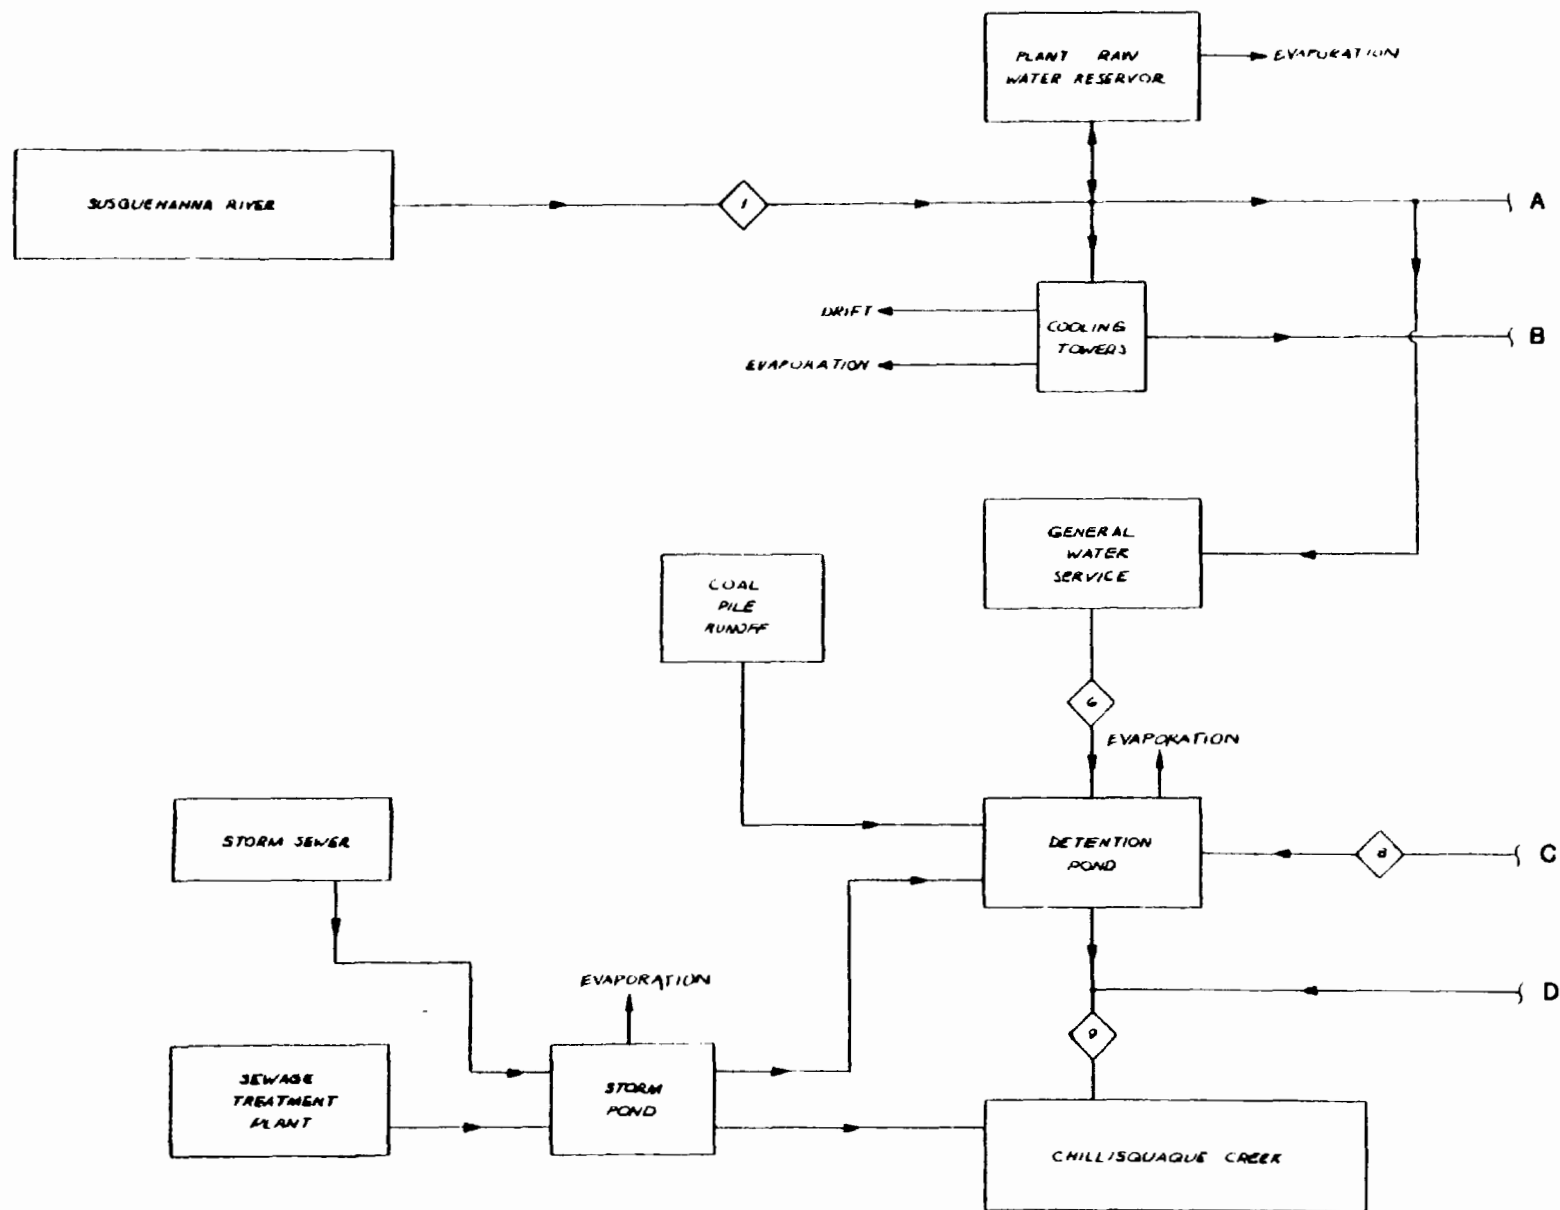 PLANT RAW
WATER RESERVOR
EVAPORATION
SUSQUEHANNA RIVER
1
A
DRIFT
COOLING
TOWERS
B
EVAPORATION
GENERAL
WATER
SERVICE
COAL
PILE
RUNOFF
6
EVAPORATION
STORM SEWER
DETENTION
POND
8
C
EVAPORATION
D
9
SEWAGE
TREATMENT
PLANT
STORM
POND
CHILLISQUAQUE CREEK